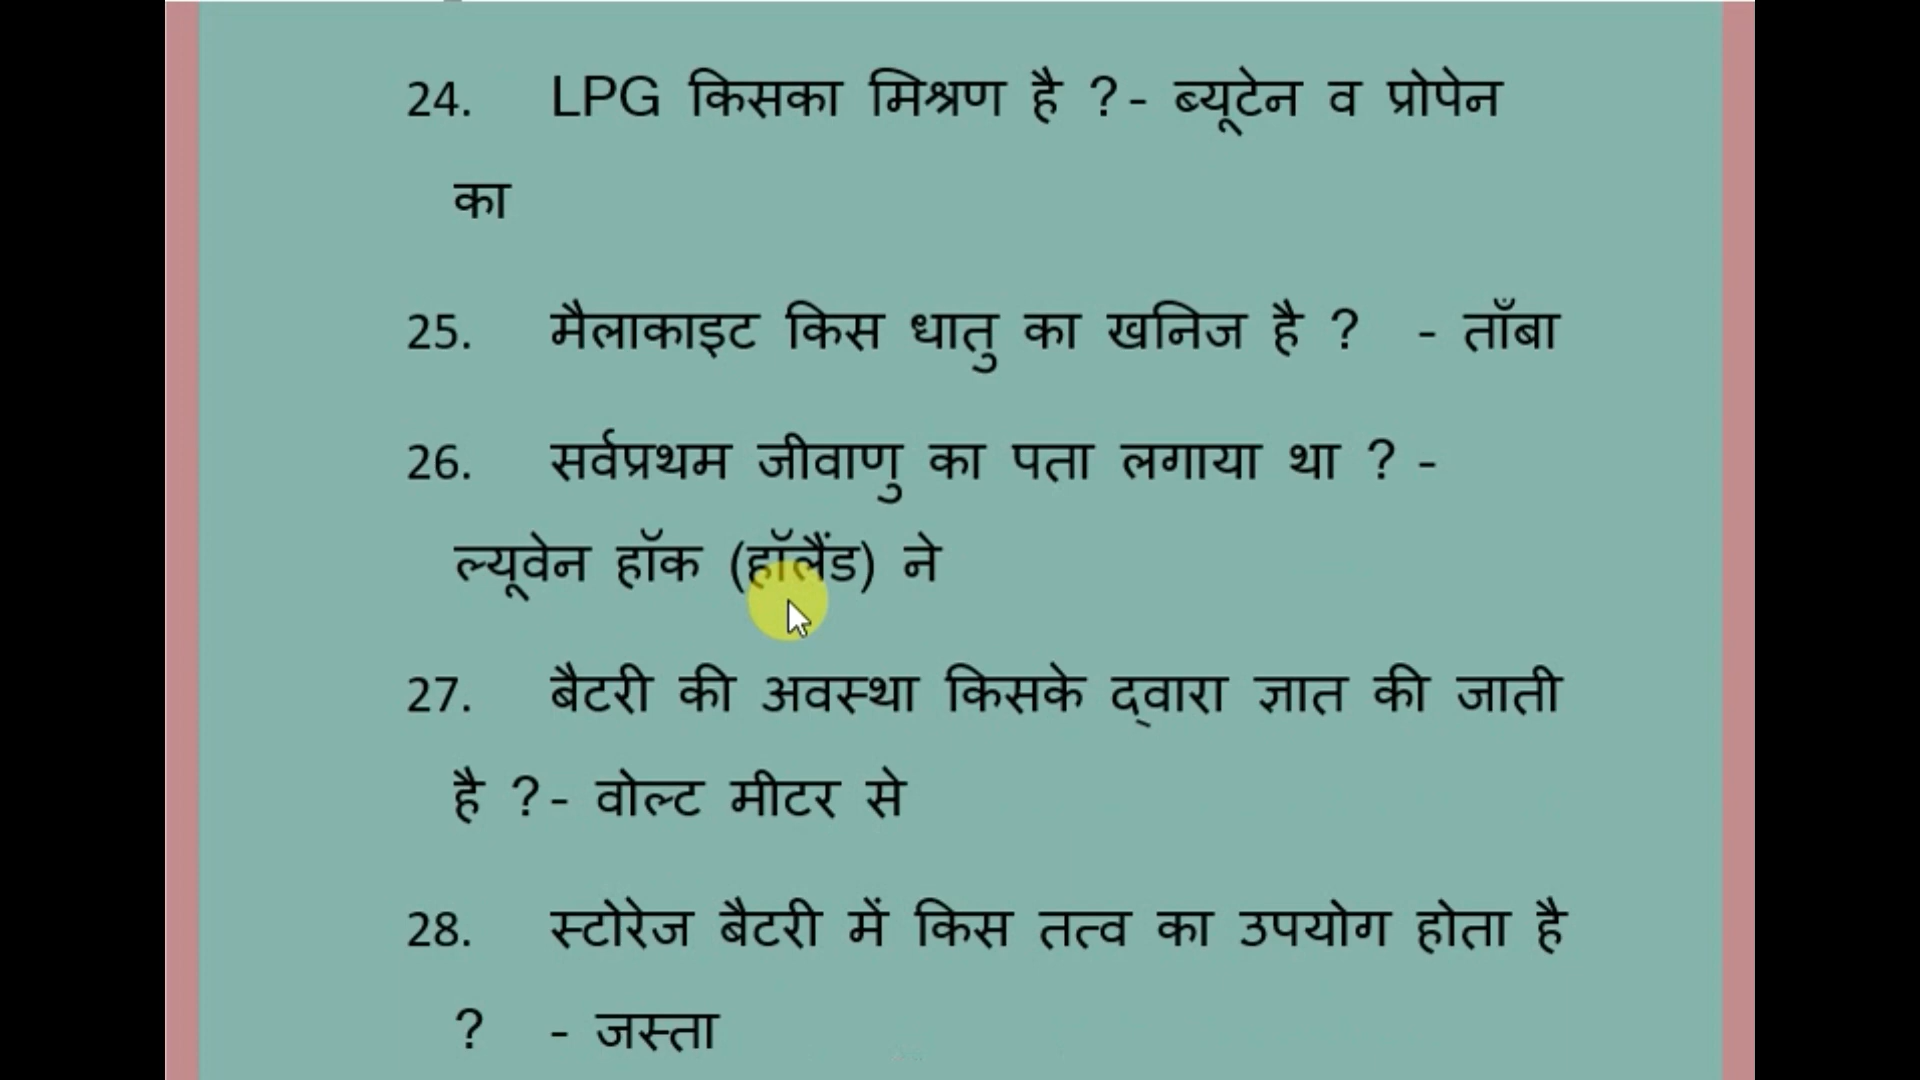 24. LPG किसका मिश्रण है ?- ब्यूटेन व प्रोपेन
का
25. मैलाकाइट किस धातु का खनिज है ? - ताँबा
26. सर्वप्रथम जीवाणु का पता लगाया था ? -
ल्यूवेन हॉक (हॉलैंड) ने
27. बैटरी की अवस्था किसके द्वारा ज्ञात की जाती
है ?- वोल्ट मीटर से
28. स्टोरेज बैटरी में किस तत्व का उपयोग होता है
? - जस्ता